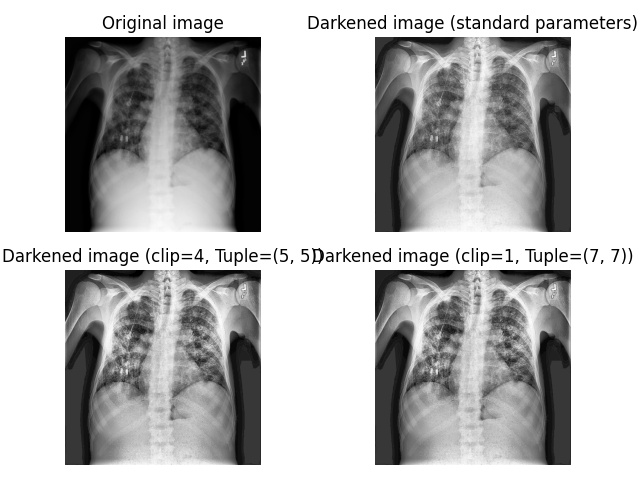 Original image
Darkened image (standard parameters)
Darkened image (clip=4, Tuple=(5, 5))
Darkened image (clip=1, Tuple=(7, 7))